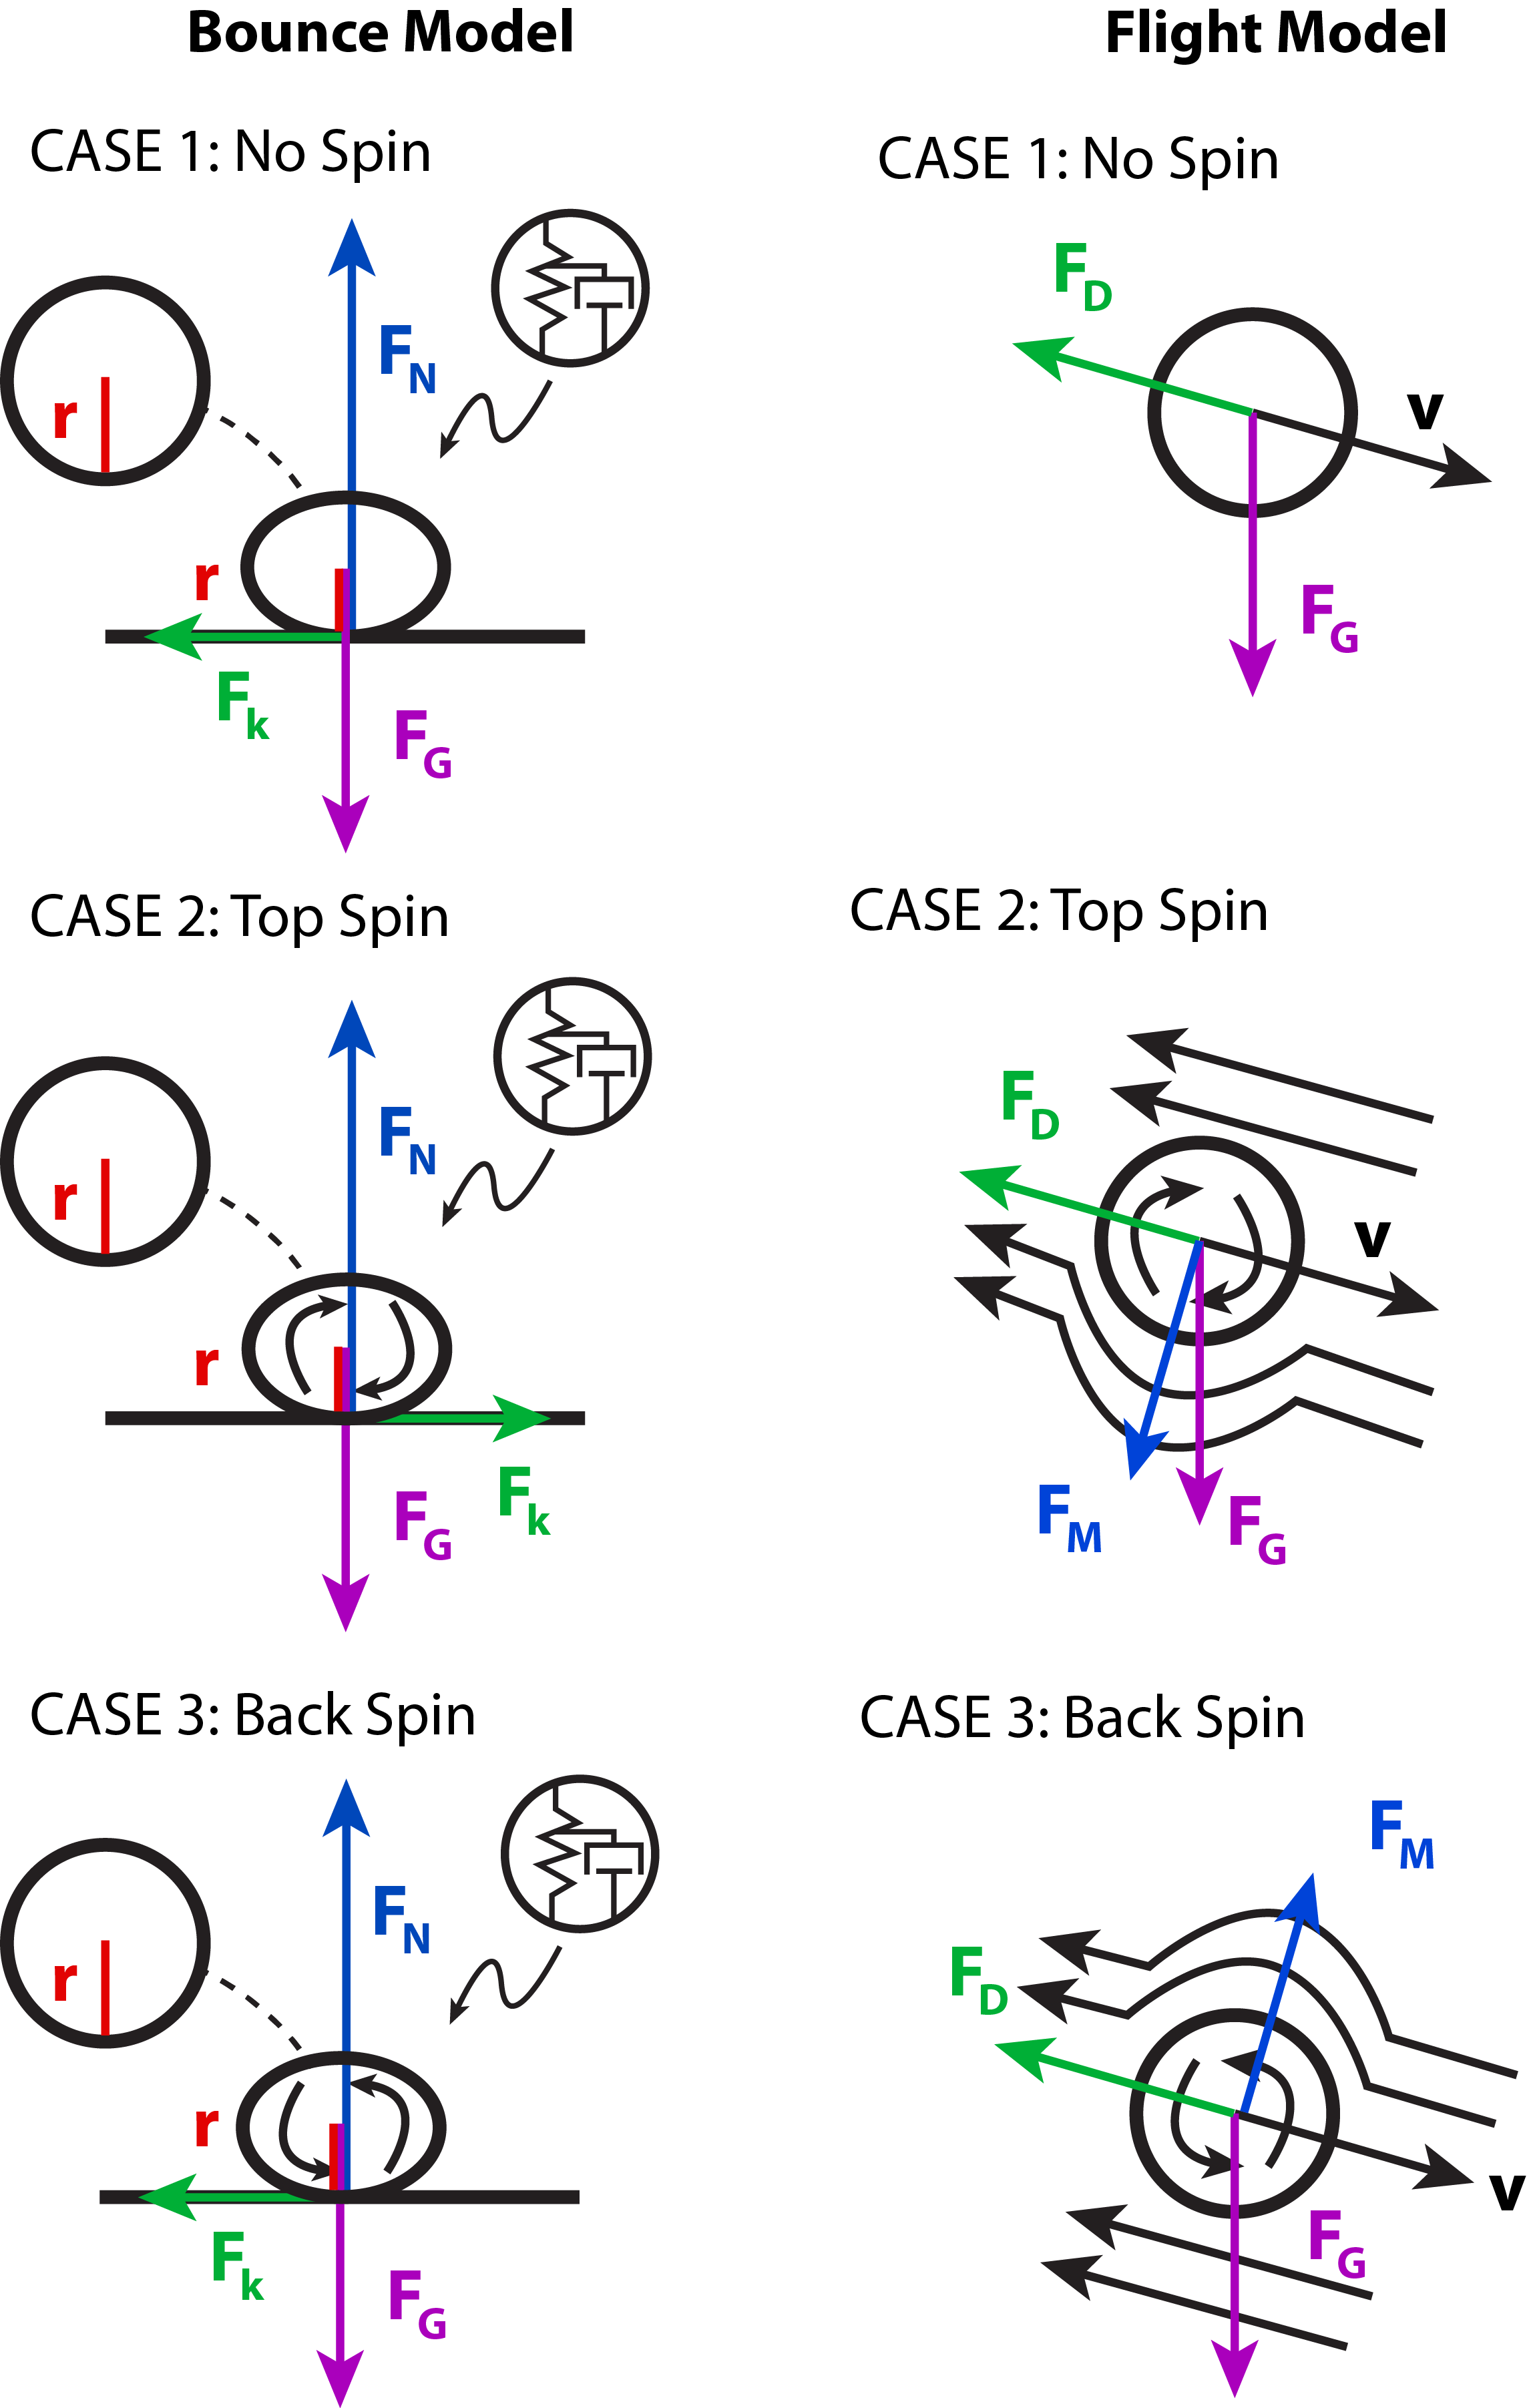 Bounce Model
Flight Model
CASE 1: No Spin
CASE 1: No Spin
F_D
F_N
r
v
r
F_G
F_k
F_G
CASE 2: Top Spin
CASE 2: Top Spin
F_D
F_N
r
v
r
F_k
F_G
F_M
F_G
CASE 3: Back Spin
CASE 3: Back Spin
F_M
F_N
F_D
r
r
v
F_k
F_G
F_G